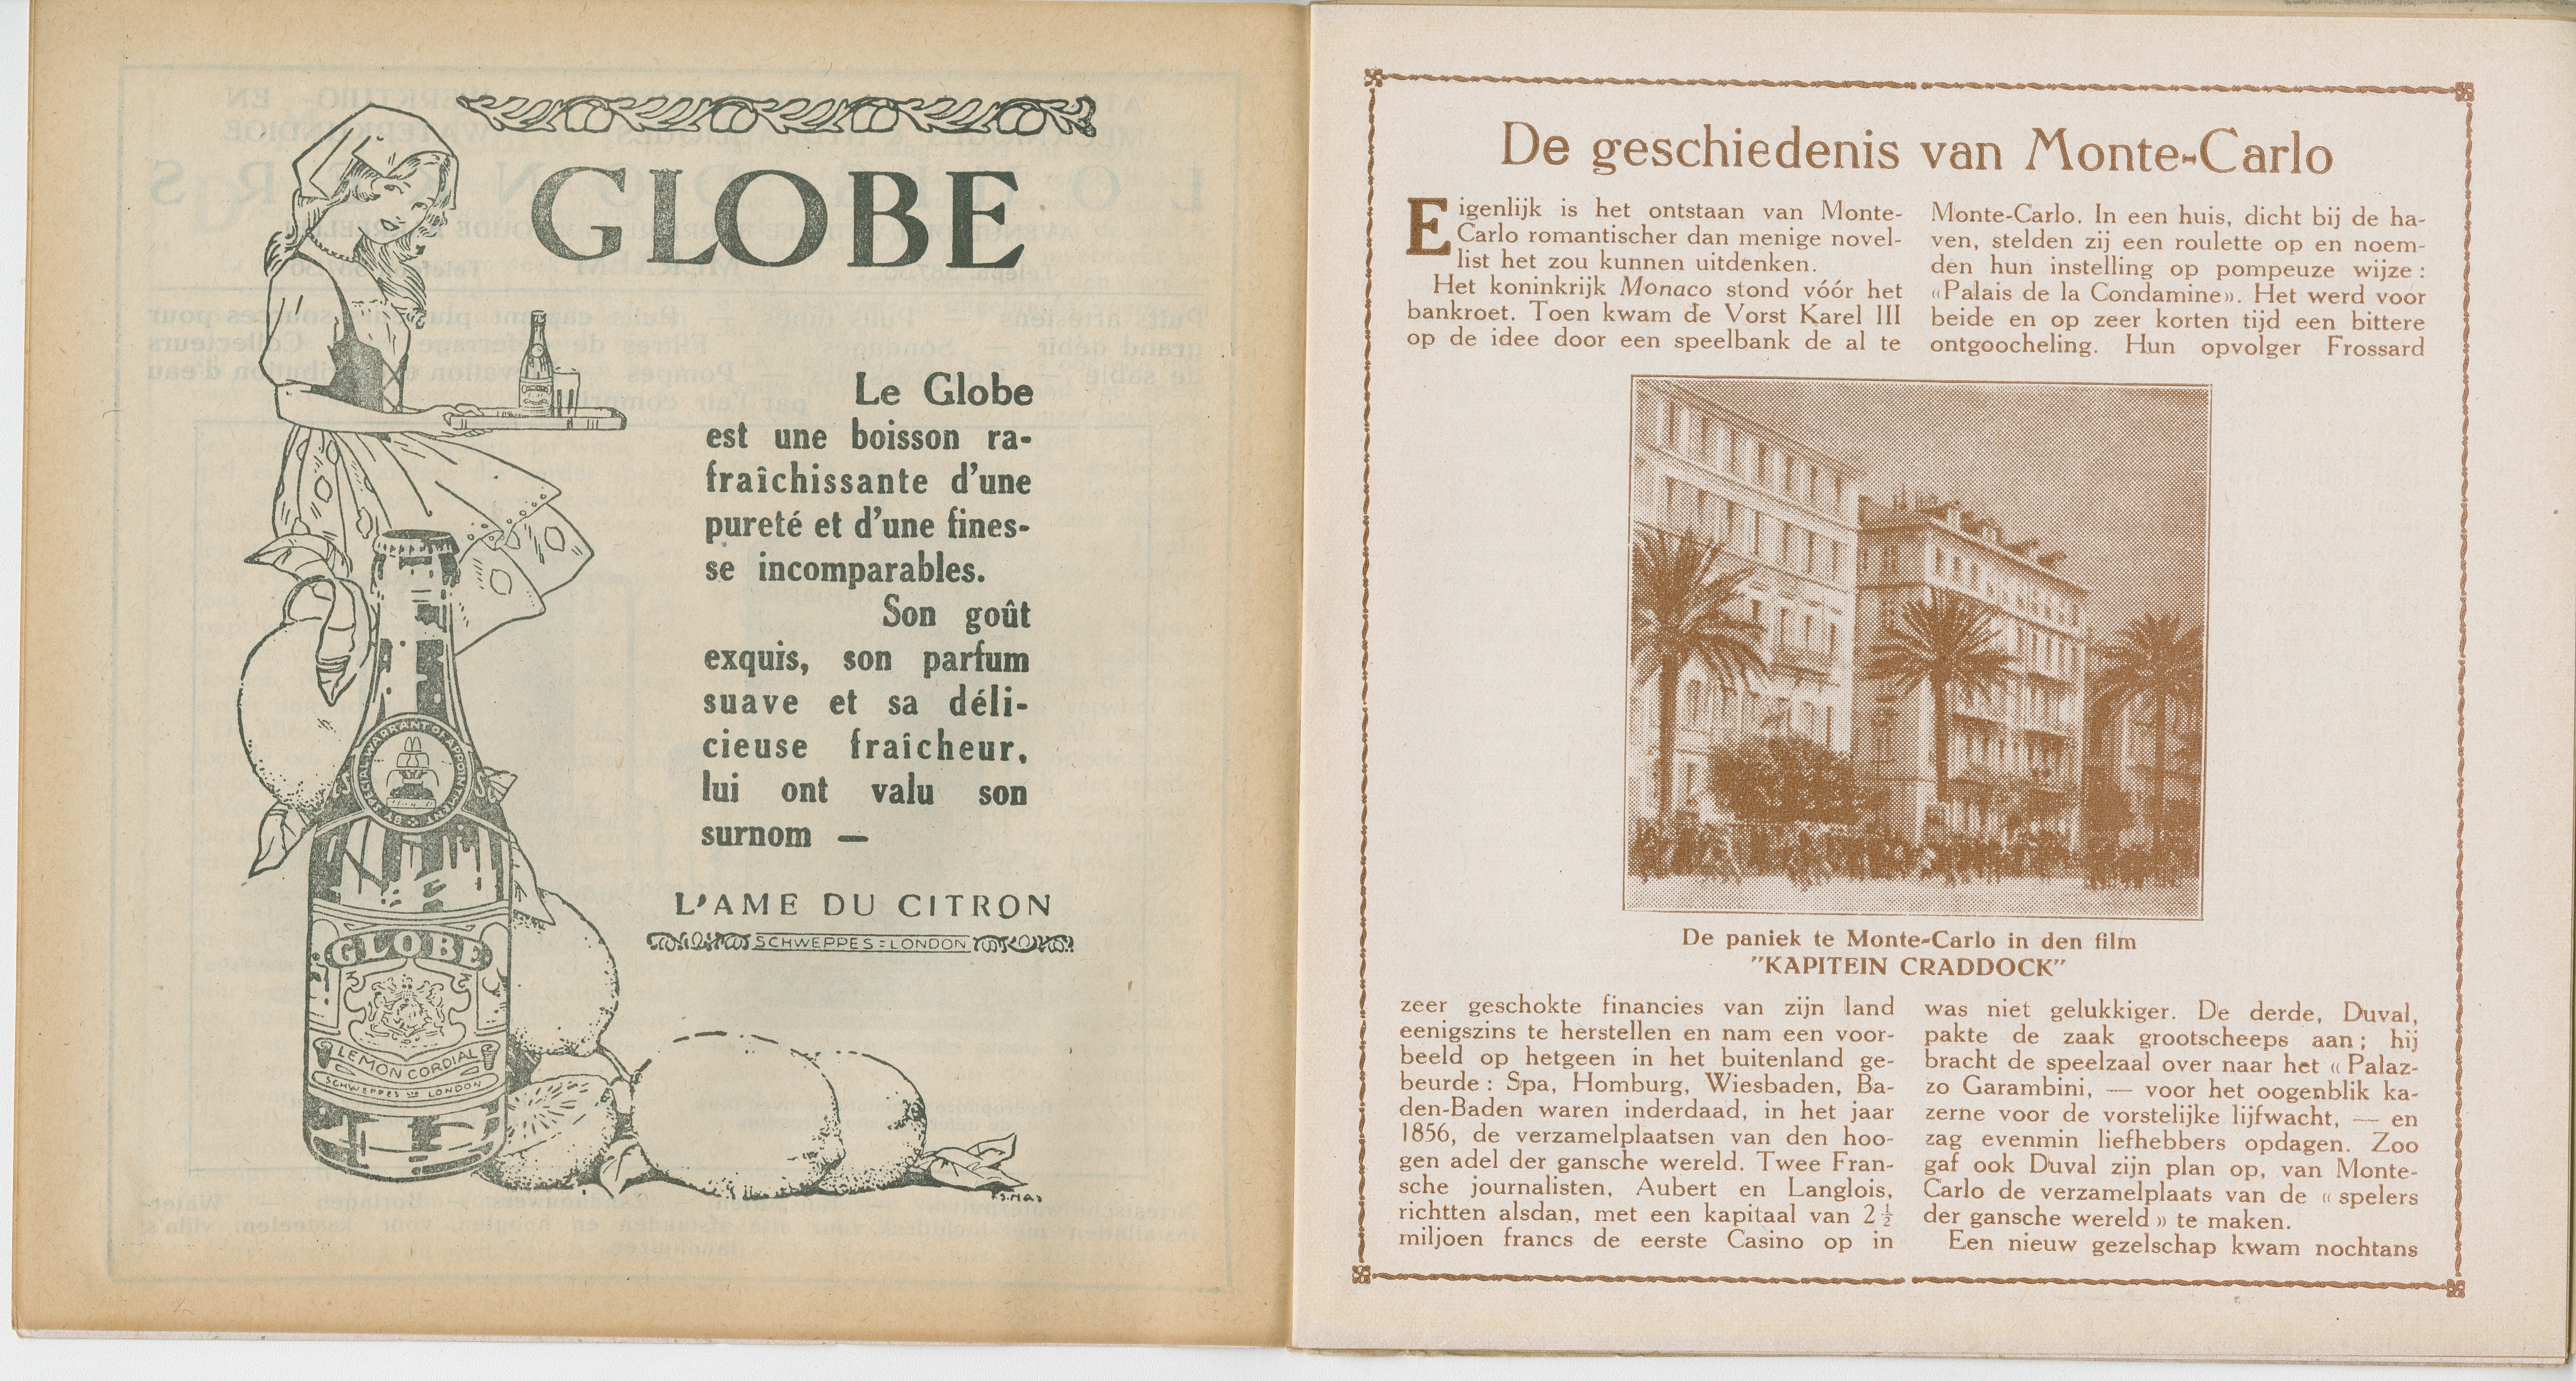 GLOBE
Le Globe
est une boisson ra-
fraîchissante d'une
pureté et d'une fines-
se incomparables.
Son goût
exquis, son parfum
suave et sa déli-
cieuse fraîcheur,
lui ont valu son
surnom —
L'AME DU CITRON
SCHWEPPES=LONDON
BY SPECIAL WARRANT OF APPOINTMENT
GLOBE
LEMON CORDIAL
SCHWEPPES LTD LONDON
De geschiedenis van Monte-Carlo
Eigenlijk is het ontstaan van Monte-
Carlo romantischer dan menige novel-
list het zou kunnen uitdenken.
Het koninkrijk Monaco stond vóór het
bankroet. Toen kwam de Vorst Karel III
op de idee door een speelbank de al te
zeer geschokte financies van zijn land
eenigszins te herstellen en nam een voor-
beeld op hetgeen in het buitenland ge-
beurde : Spa, Homburg, Wiesbaden, Ba-
den-Baden waren inderdaad, in het jaar
1856, de verzamelplaatsen van den hoo-
gen adel der gansche wereld. Twee Fran-
sche journalisten, Aubert en Langlois,
richtten alsdan, met een kapitaal van 2 ½
miljoen francs de eerste Casino op in
Monte-Carlo. In een huis, dicht bij de ha-
ven, stelden zij een roulette op en noem-
den hun instelling op pompeuze wijze :
«Palais de la Condamine». Het werd voor
beide en op zeer korten tijd een bittere
ontgoocheling. Hun opvolger Frossard
was niet gelukkiger. De derde, Duval,
pakte de zaak grootscheeps aan ; hij
bracht de speelzaal over naar het « Palaz-
zo Garambini, — voor het oogenblik ka-
zerne voor de vorstelijke lijfwacht, — en
zag evenmin liefhebbers opdagen. Zoo
gaf ook Duval zijn plan op, van Monte-
Carlo de verzamelplaats van de « spelers
der gansche wereld » te maken.
Een nieuw gezelschap kwam nochtans
De paniek te Monte-Carlo in den film
"KAPITEIN CRADDOCK"